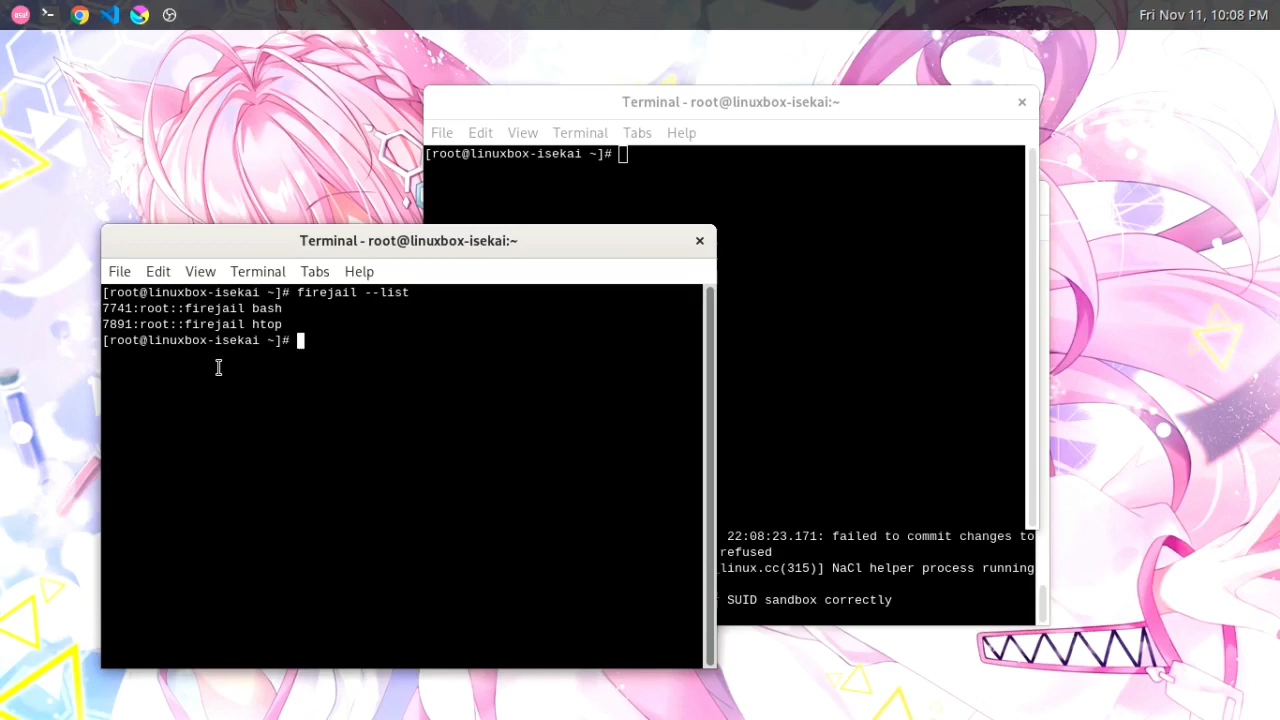 osu!
Fri Nov 11, 10:08 PM
Terminal - root@linuxbox-isekai:~
File Edit View Terminal Tabs Help
[root@linuxbox-isekai ~]#
Terminal - root@linuxbox-isekai:~
File Edit View Terminal Tabs Help
[root@linuxbox-isekai ~]# firejail --list
7741:root::firejail bash
7891:root::firejail htop
[root@linuxbox-isekai ~]#
22:08:23.171: failed to commit changes to
refused
linux.cc(315)] NaCl helper process running
SUID sandbox correctly